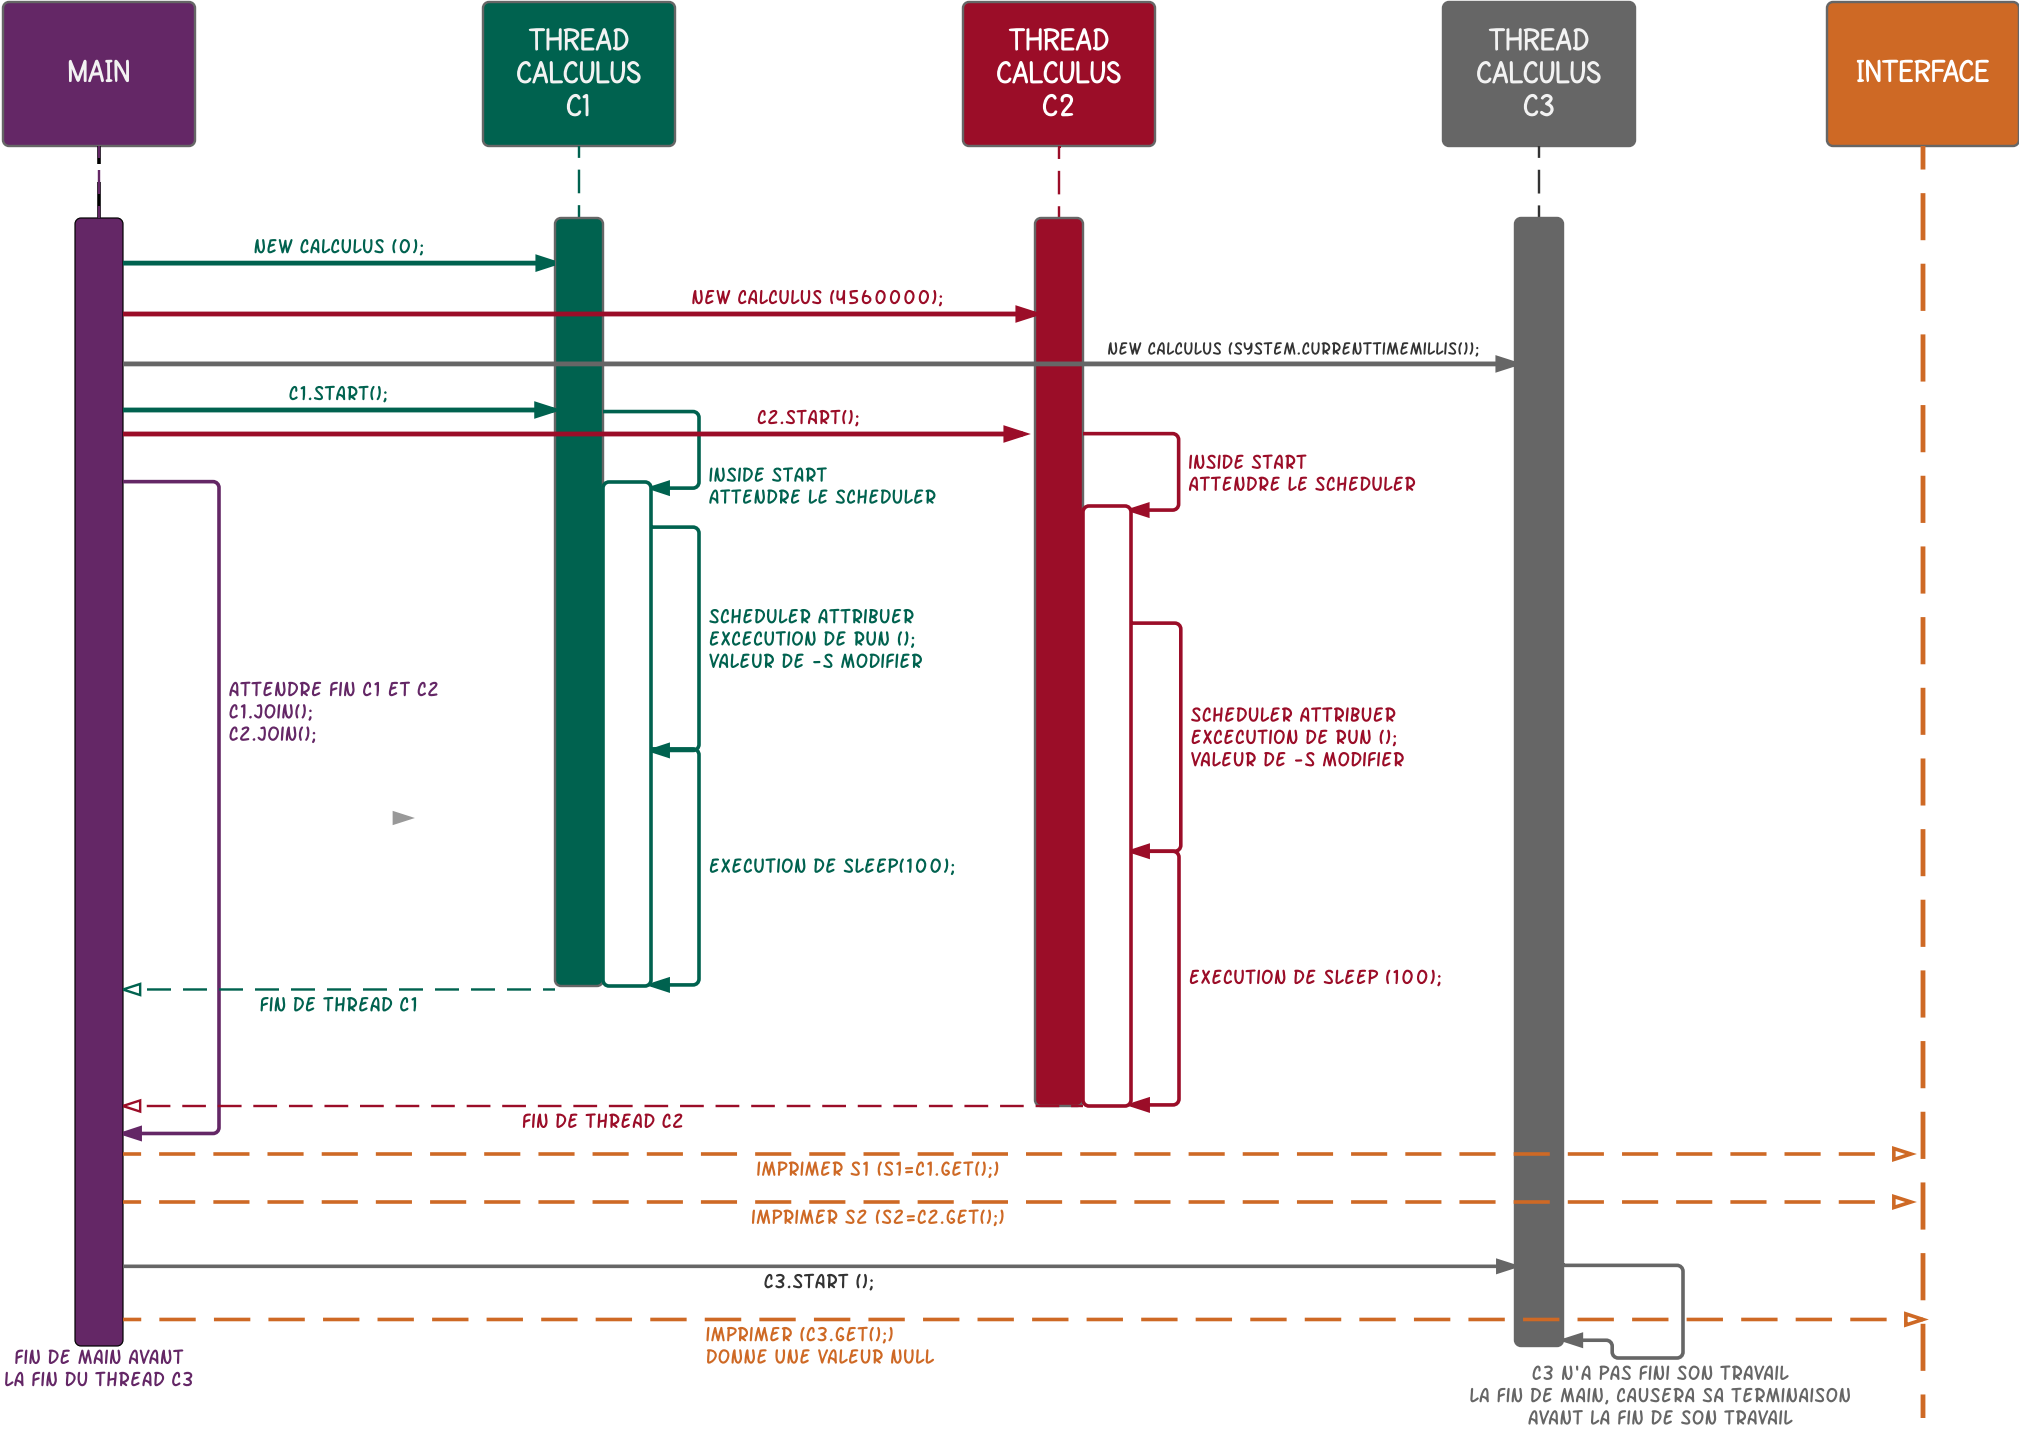 MAIN
THREAD
CALCULUS
C1
THREAD
CALCULUS
C2
THREAD
CALCULUS
C3
INTERFACE
NEW CALCULUS (0);
NEW CALCULUS (4560000);
NEW CALCULUS (SYSTEM.CURRENTTIMEMILLIS());
C1.START();
C2.START();
INSIDE START
ATTENDRE LE SCHEDULER
INSIDE START
ATTENDRE LE SCHEDULER
SCHEDULER ATTRIBUER
EXCECUTION DE RUN ();
VALEUR DE -S MODIFIER
ATTENDRE FIN C1 ET C2
C1.JOIN();
C2.JOIN();
SCHEDULER ATTRIBUER
EXCECUTION DE RUN ();
VALEUR DE -S MODIFIER
EXECUTION DE SLEEP(100);
EXECUTION DE SLEEP (100);
FIN DE THREAD C1
FIN DE THREAD C2
IMPRIMER S1 (S1=C1.GET();)
IMPRIMER S2 (S2=C2.GET();)
C3.START ();
IMPRIMER (C3.GET();)
DONNE UNE VALEUR NULL
FIN DE MAIN AVANT
LA FIN DU THREAD C3
C3 N'A PAS FINI SON TRAVAIL
LA FIN DE MAIN, CAUSERA SA TERMINAISON
AVANT LA FIN DE SON TRAVAIL